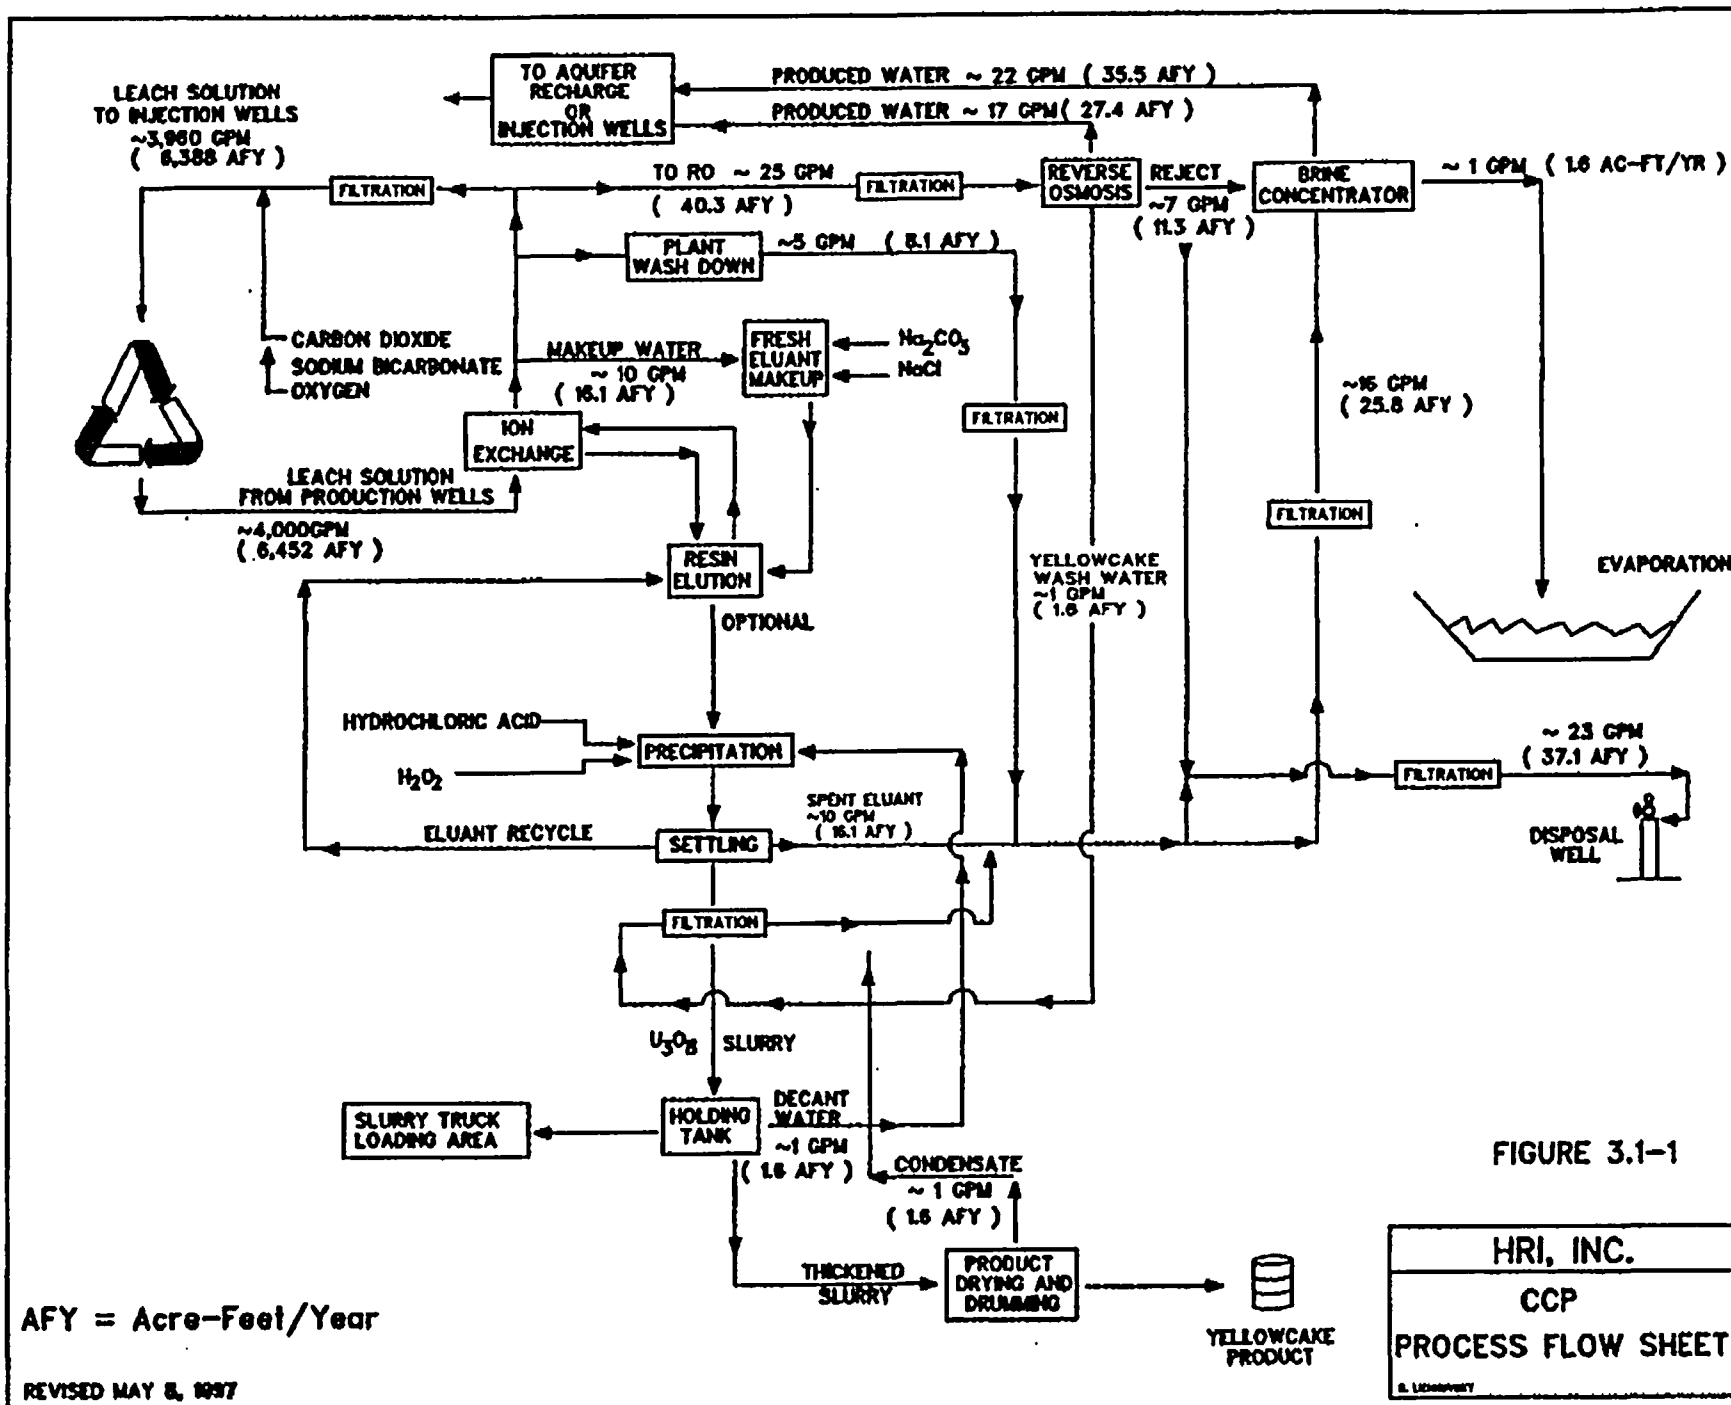 LEACH SOLUTION
TO INJECTION WELLS
~3,960 GPM
( 6,388 AFY )
TO AQUIFER
RECHARGE
OR
INJECTION WELLS
PRODUCED WATER ~ 22 GPM ( 35.5 AFY )
PRODUCED WATER ~ 17 GPM( 27.4 AFY )
FILTRATION
TO RO ~ 25 GPM
( 40.3 AFY )
FILTRATION
REVERSE
OSMOSIS
REJECT
~7 GPM
( 11.3 AFY )
BRINE
CONCENTRATOR
~ 1 GPM ( 1.6 AC-FT/YR )
PLANT
WASH DOWN
~5 GPM ( 8.1 AFY )
CARBON DIOXIDE
SODIUM BICARBONATE
OXYGEN
MAKEUP WATER
~ 10 GPM
( 16.1 AFY )
FRESH
ELUANT
MAKEUP
Na2CO3
NaCl
~16 GPM
( 25.8 AFY )
FILTRATION
ION
EXCHANGE
LEACH SOLUTION
FROM PRODUCTION WELLS
~4,000GPM
( 6,452 AFY )
FILTRATION
RESIN
ELUTION
OPTIONAL
YELLOWCAKE
WASH WATER
~1 GPM
( 1.6 AFY )
EVAPORATION
HYDROCHLORIC ACID
H2O2
PRECIPITATION
~ 23 GPM
( 37.1 AFY )
FILTRATION
SPENT ELUANT
~10 GPM
( 16.1 AFY )
ELUANT RECYCLE
SETTLING
DISPOSAL
WELL
FILTRATION
U3O8 SLURRY
SLURRY TRUCK
LOADING AREA
HOLDING
TANK
DECANT
WATER
~1 GPM
( 1.6 AFY )
CONDENSATE
~ 1 GPM
( 1.6 AFY )
FIGURE 3.1-1
THICKENED
SLURRY
PRODUCT
DRYING AND
DRUMMING
YELLOWCAKE
PRODUCT
HRI, INC.
CCP
PROCESS FLOW SHEET
AFY = Acre-Feet/Year
REVISED MAY 8, 1997